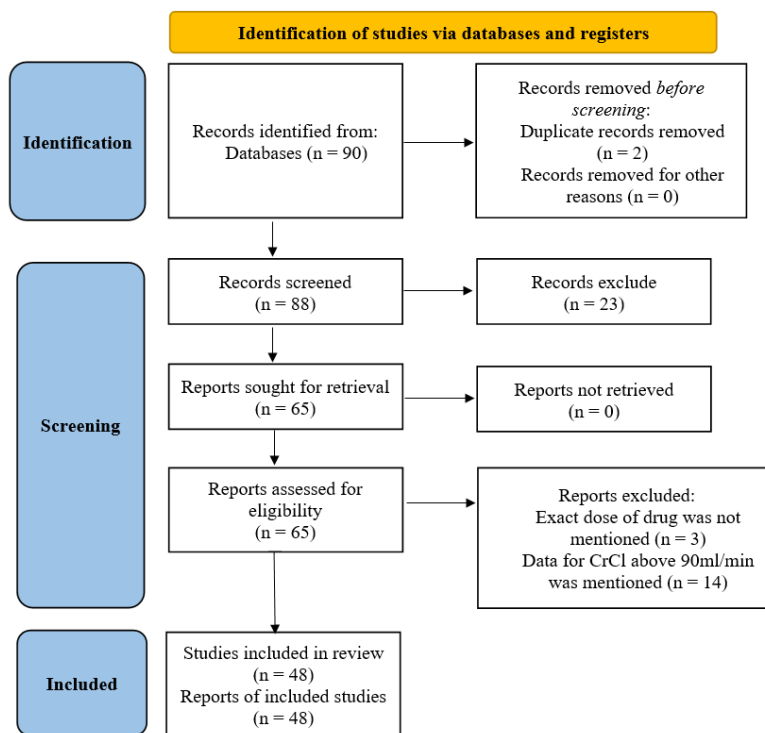 Identification of studies via databases and registers
Identification
Records identified from:
Databases (n = 90)
Records removed before
screening:
Duplicate records removed
(n = 2)
Records removed for other
reasons (n = 0)
Screening
Records screened
(n = 88)
Records exclude
(n = 23)
Reports sought for retrieval
(n = 65)
Reports not retrieved
(n = 0)
Reports assessed for
eligibility
(n = 65)
Reports excluded:
Exact dose of drug was not
mentioned (n = 3)
Data for CrCl above 90ml/min
was mentioned (n = 14)
Included
Studies included in review
(n = 48)
Reports of included studies
(n = 48)